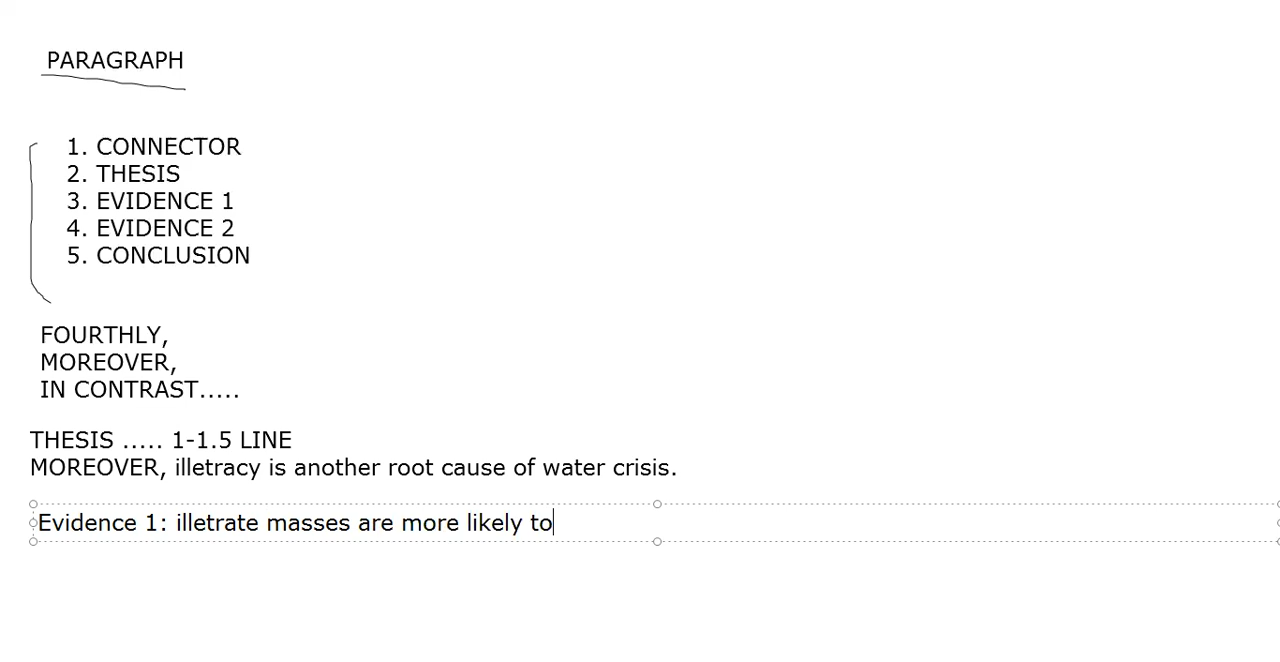 PARAGRAPH
1. CONNECTOR
2. THESIS
3. EVIDENCE 1
4. EVIDENCE 2
5. CONCLUSION
FOURTHLY,
MOREOVER,
IN CONTRAST.....
THESIS ..... 1-1.5 LINE
MOREOVER, illetracy is another root cause of water crisis.
Evidence 1: illetrate masses are more likely to